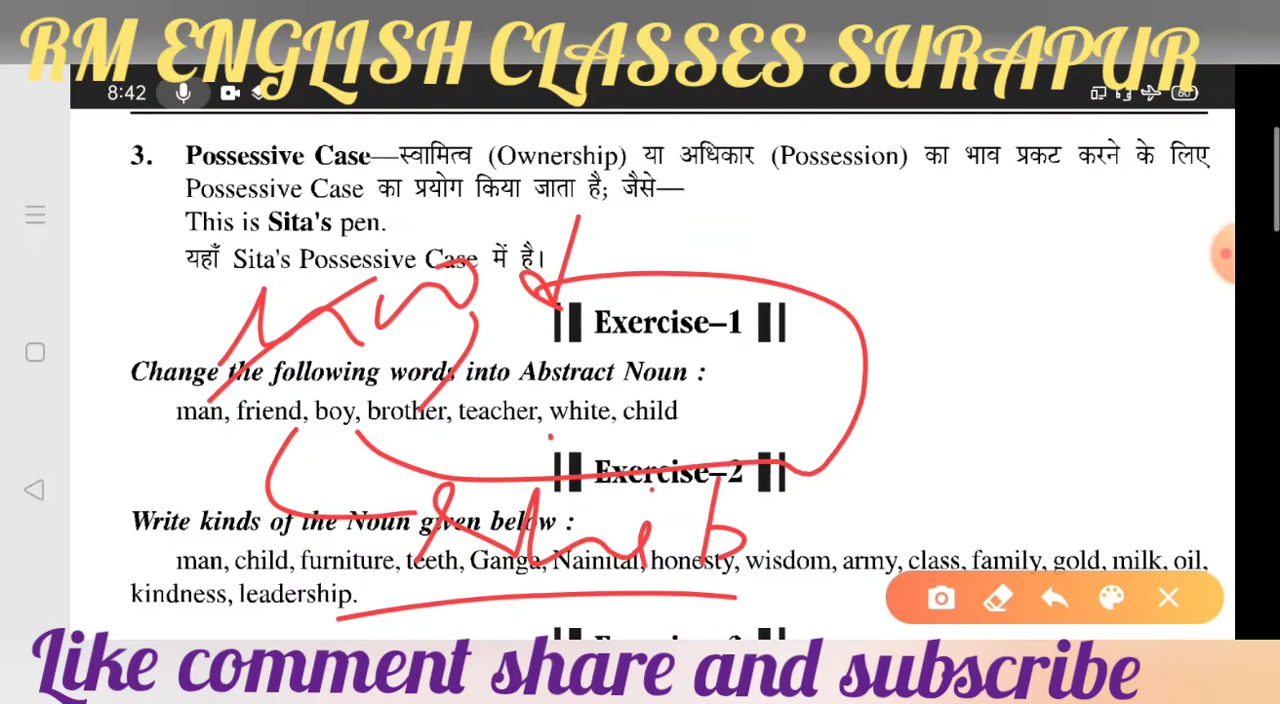 RM ENGLISH CLASSES SURAPUR
8:42
3. Possessive Case—स्वामित्व (Ownership) या अधिकार (Possession) का भाव प्रकट करने के लिए
Possessive Case का प्रयोग किया जाता है; जैसे—
This is Sita's pen.
यहाँ Sita's Possessive Case में है।
Exercise–1
Change the following words into Abstract Noun :
man, friend, boy, brother, teacher, white, child
Exercise–2
Write kinds of the Noun given below :
man, child, furniture, teeth, Ganga, Nainital, honesty, wisdom, army, class, family, gold, milk, oil,
kindness, leadership.
Like comment share and subscribe